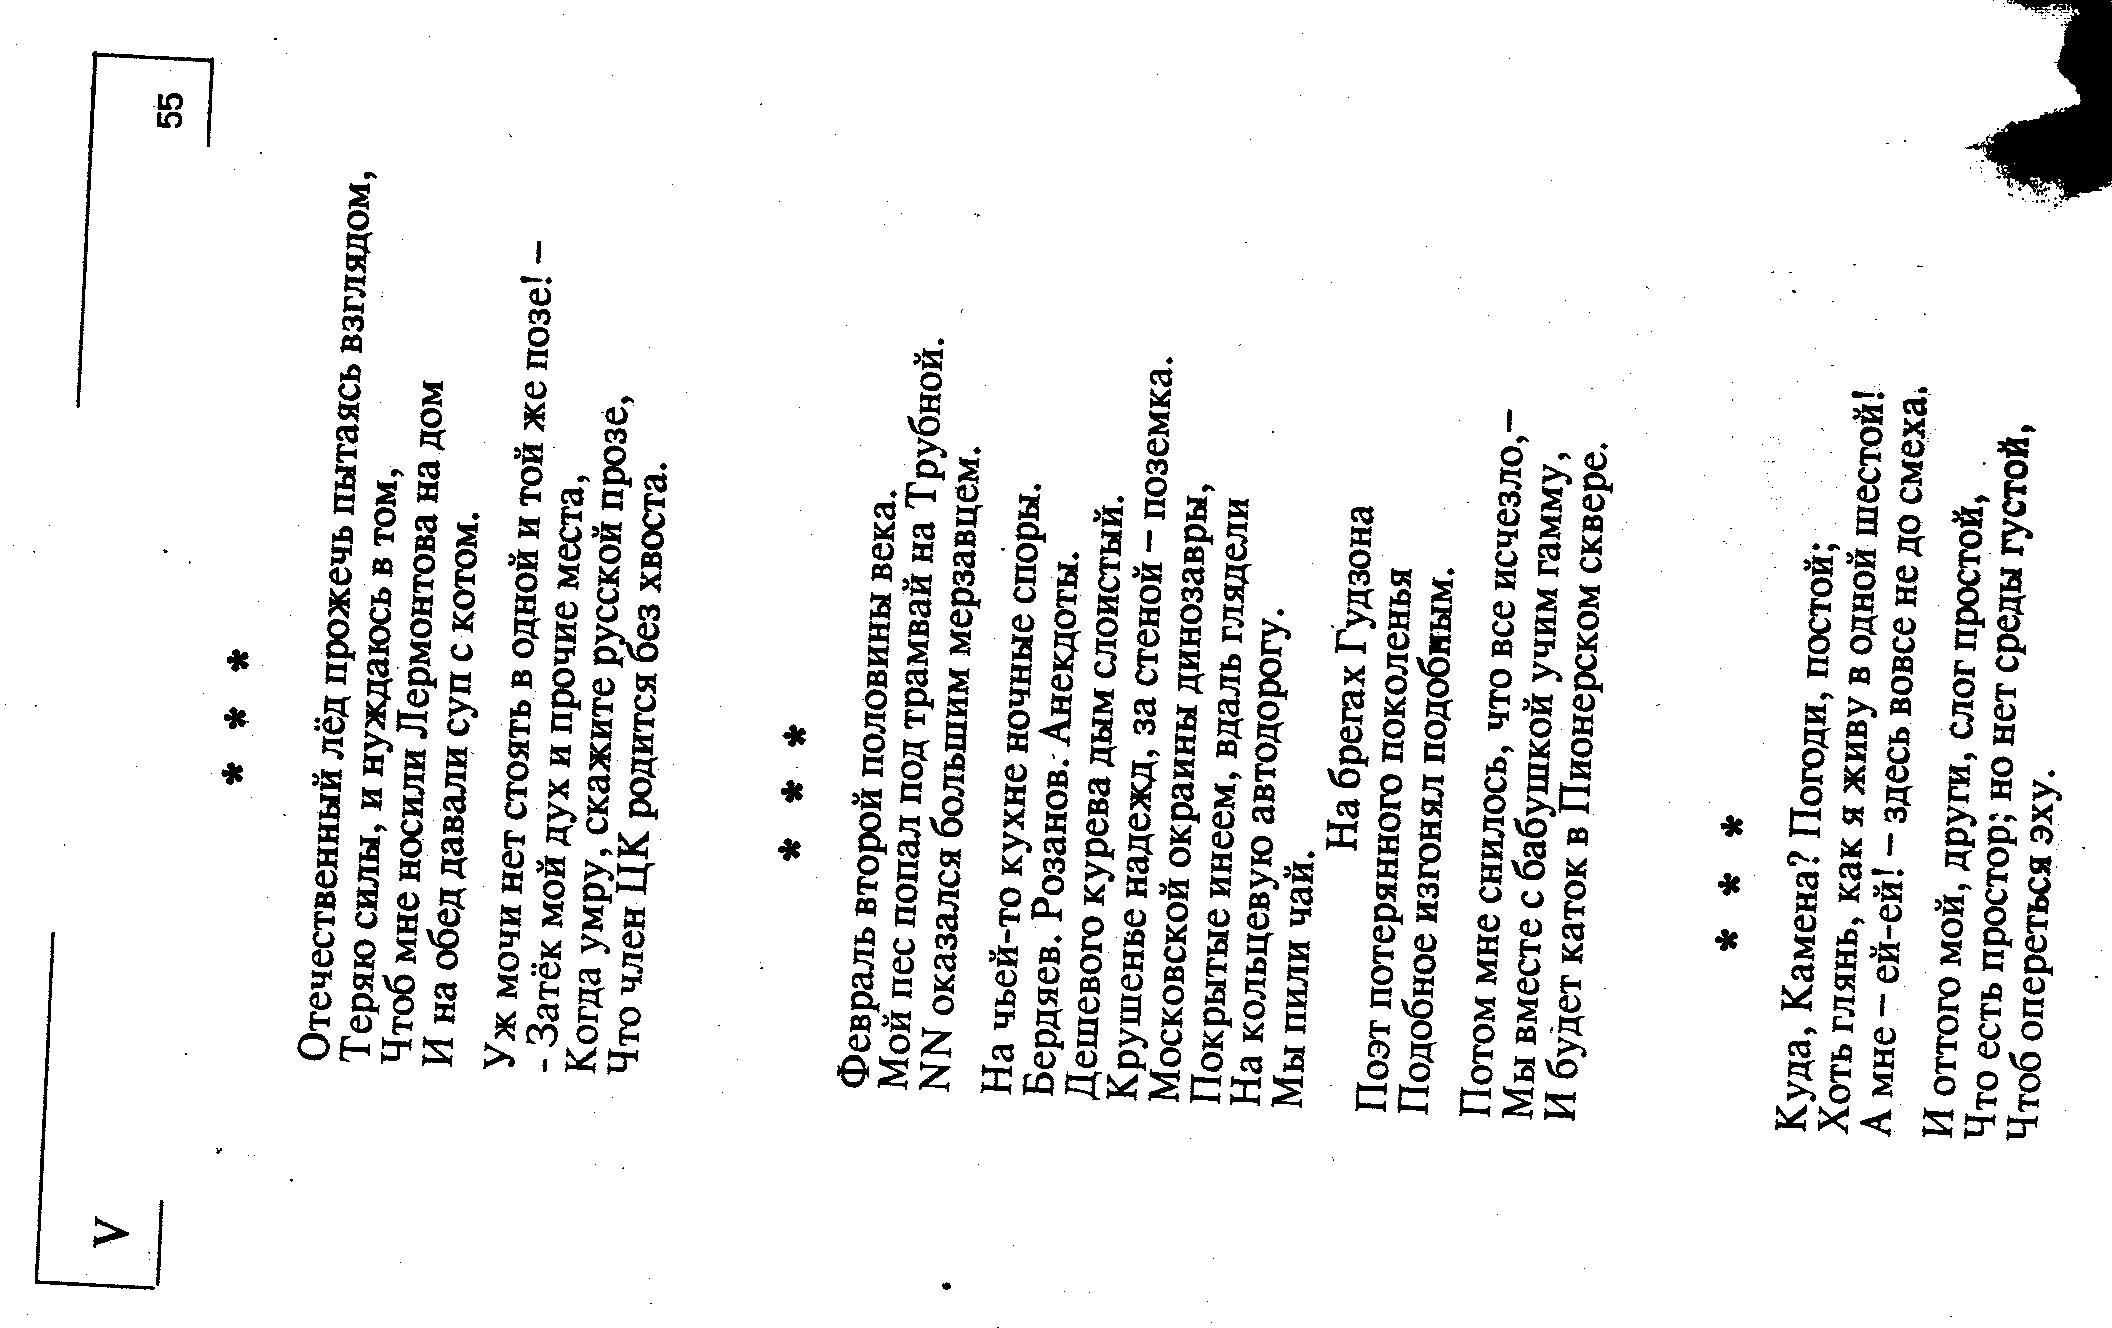 V
55
* * *
Отечественный лёд прожечь пытаясь взглядом,
Теряю силы, и нуждаюсь в том,
Чтоб мне носили Лермонтова на дом
И на обед давали суп с котом.
Уж мочи нет стоять в одной и той же позе! –
- Затёк мой дух и прочие места,
Когда умру, скажите русской прозе,
Что член ЦК родится без хвоста.
* * *
Февраль второй половины века.
Мой пес попал под трамвай на Трубной.
NN оказался большим мерзавцем.
На чьей-то кухне ночные споры.
Бердяев. Розанов. Анекдоты.
Дешевого курева дым слоистый.
Крушенье надежд, за стеной – поземка.
Московской окраины динозавры,
Покрытые инеем, вдаль глядели
На кольцевую автодорогу.
Мы пили чай.
На брегах Гудзона
Поэт потерянного поколенья
Подобное изгонял подобным.
Потом мне снилось, что все исчезло,–
Мы вместе с бабушкой учим гамму,
И будет каток в Пионерском сквере.
* * *
Куда, Камена? Погоди, постой;
Хоть глянь, как я живу в одной шестой!
А мне – ей-ей! – здесь вовсе не до смеха.
И оттого мой, други, слог простой,
Что есть простор; но нет среды густой,
Чтоб опереться эху.